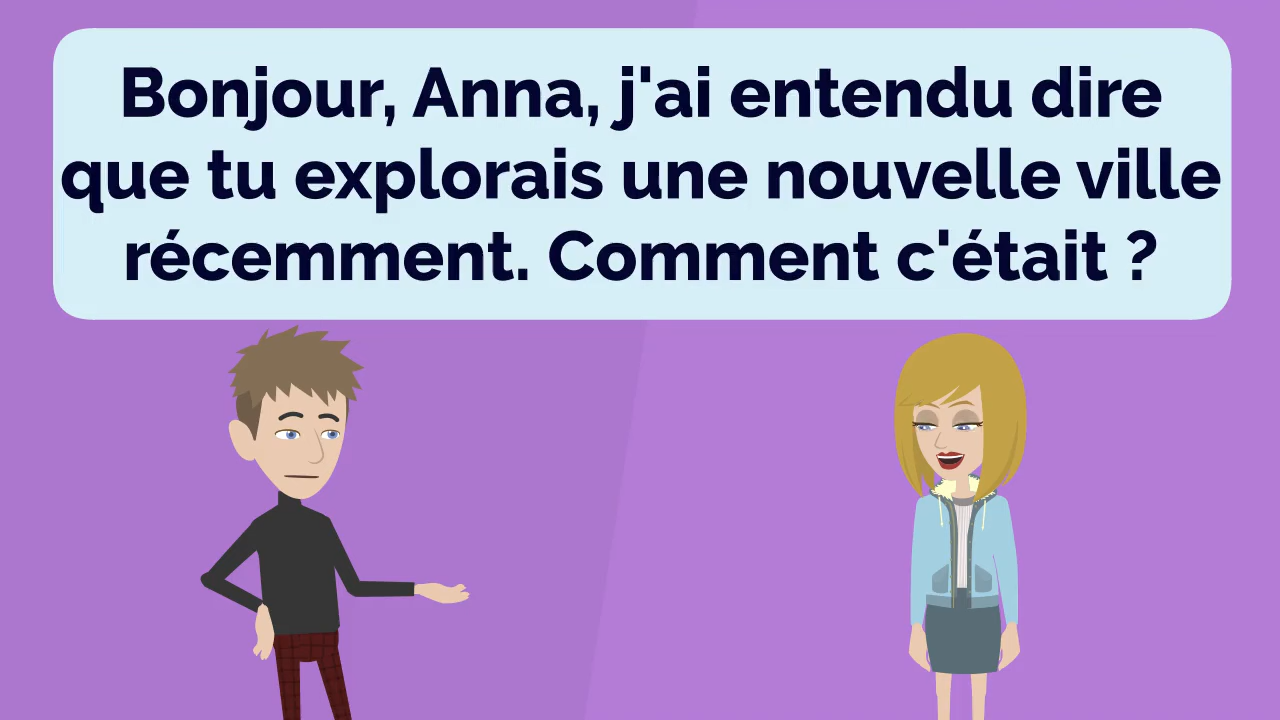 Bonjour, Anna, j'ai entendu dire
que tu explorais une nouvelle ville
récemment. Comment c'était ?